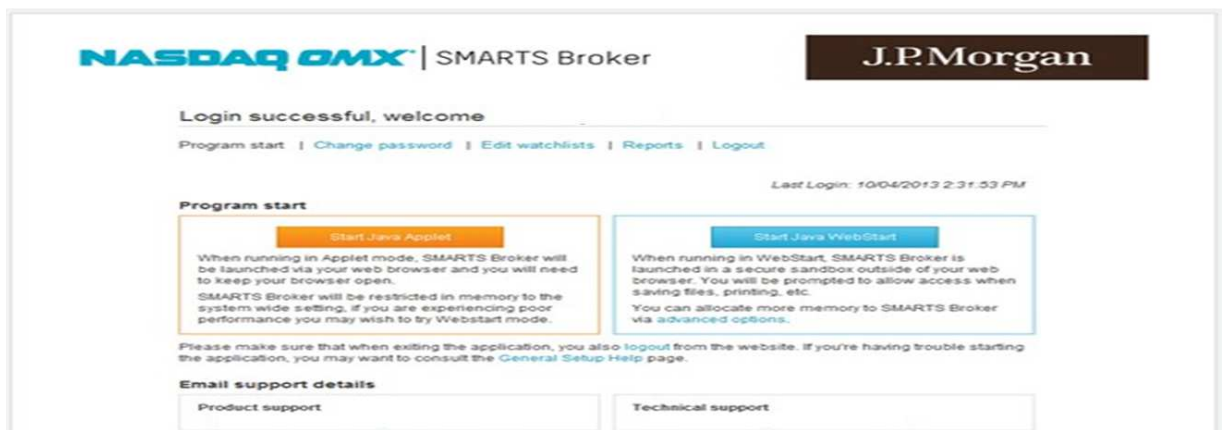 NASDAQ OMX | SMARTS Broker
J.P.Morgan
Login successful, welcome
Program start | Change password | Edit watchlists | Reports | Logout
Last Login: 10/04/2013 2:31:53 PM
Program start
Start Java Applet
When running in Applet mode, SMARTS Broker will
be launched via your web browser and you will need
to keep your browser open.
SMARTS Broker will be restricted in memory to the
system wide setting, if you are experiencing poor
performance you may wish to try Webstart mode.
Start Java WebStart
When running in WebStart, SMARTS Broker is
launched in a secure sandbox outside of your web
browser. You will be prompted to allow access when
saving files, printing, etc.
You can allocate more memory to SMARTS Broker
via advanced options.
Please make sure that when exiting the application, you also logout from the website. If you're having trouble starting
the application, you may want to consult the General Setup Help page.
Email support details
Product support
Technical support